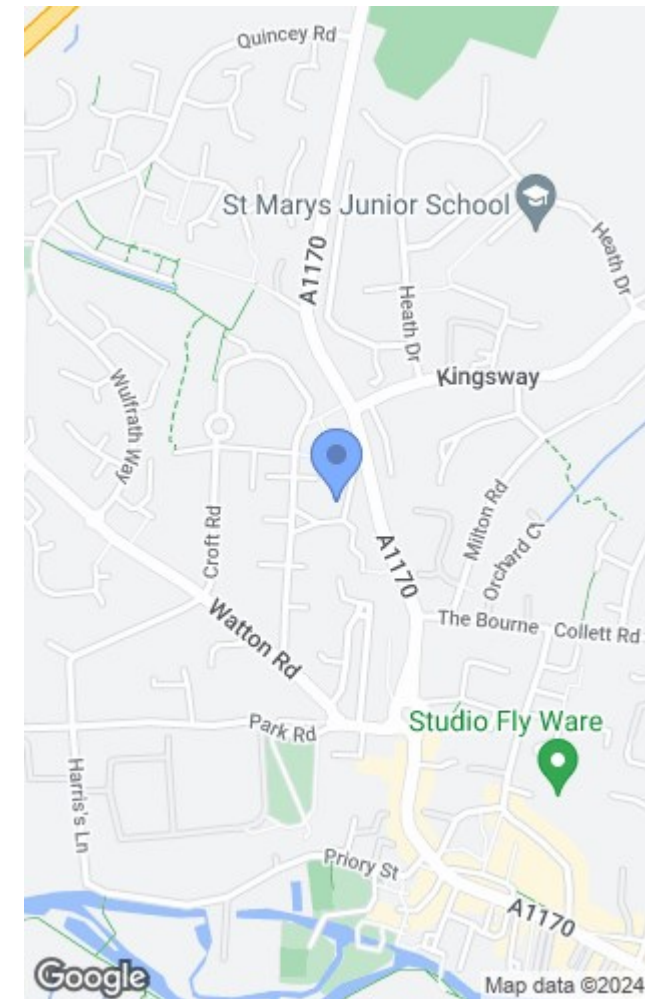 Quincey Rd
St Marys Junior School
Heath Dr
A1170
Heath Dr
Kingsway
Wulfrath Way
Croft Rd
Milton Rd
Orchard Cl
A1170
The Bourne
Collett Rd
Watton Rd
Park Rd
Studio Fly Ware
Harris's Ln
Priory St
A1170
Google
Map data ©2024